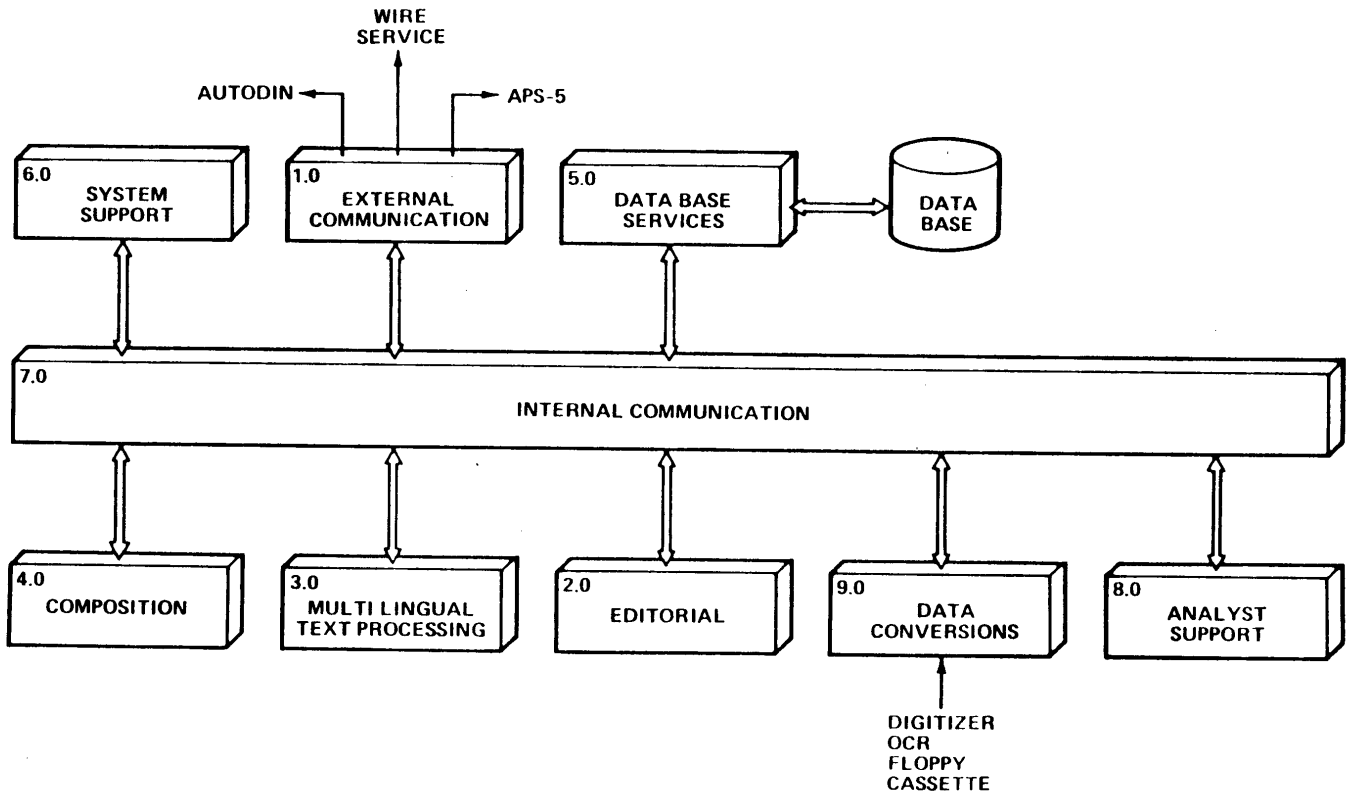 WIRE
SERVICE
AUTODIN
APS-5
6.0
SYSTEM
SUPPORT
1.0
EXTERNAL
COMMUNICATION
5.0
DATA BASE
SERVICES
DATA
BASE
7.0
INTERNAL COMMUNICATION
4.0
COMPOSITION
3.0
MULTI LINGUAL
TEXT PROCESSING
2.0
EDITORIAL
9.0
DATA
CONVERSIONS
8.0
ANALYST
SUPPORT
DIGITIZER
OCR
FLOPPY
CASSETTE